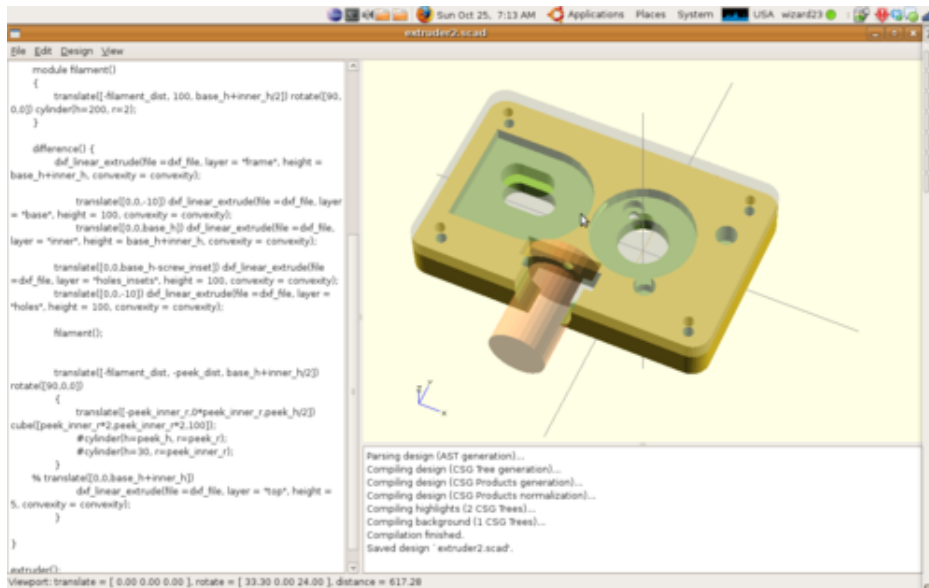 Sun Oct 25, 7:13 AM Applications Places System USA wizard23
extruder2.scad
File Edit Design View
module filament()
{
translate([-filament_dist, 100, base_h+inner_h/2]) rotate([90,
0,0]) cylinder(h=200, r=2);
}
difference() {
dxf_linear_extrude(file =dxf_file, layer = "frame", height =
base_h+inner_h, convexity = convexity);
translate([0,0,-10]) dxf_linear_extrude(file =dxf_file, layer
= "base", height = 100, convexity = convexity);
translate([0,0,base_h]) dxf_linear_extrude(file =dxf_file,
layer = "inner", height = base_h+inner_h, convexity = convexity);
translate([0,0,base_h-screw_inset]) dxf_linear_extrude(file
=dxf_file, layer = "holes_insets", height = 100, convexity = convexity);
translate([0,0,-10]) dxf_linear_extrude(file =dxf_file, layer =
"holes", height = 100, convexity = convexity);
filament();
translate([-filament_dist, -peek_dist, base_h+inner_h/2])
rotate([90,0,0])
{
translate([-peek_inner_r,0*peek_inner_r,peek_h/2])
cube([peek_inner_r*2,peek_inner_r*2,100]);
#cylinder(h=peek_h, r=peek_r);
#cylinder(h=30, r=peek_inner_r);
}
% translate([0,0,base_h+inner_h])
dxf_linear_extrude(file =dxf_file, layer = "top", height =
5, convexity = convexity);
}
}
extruder();
z y x
Parsing design (AST generation)...
Compiling design (CSG Tree generation)...
Compiling design (CSG Products generation)...
Compiling design (CSG Products normalization)...
Compiling highlights (2 CSG Trees)...
Compiling background (1 CSG Trees)...
Compilation finished.
Saved design `extruder2.scad'.
Viewport: translate = [ 0.00 0.00 0.00 ], rotate = [ 33.30 0.00 24.00 ], distance = 617.28